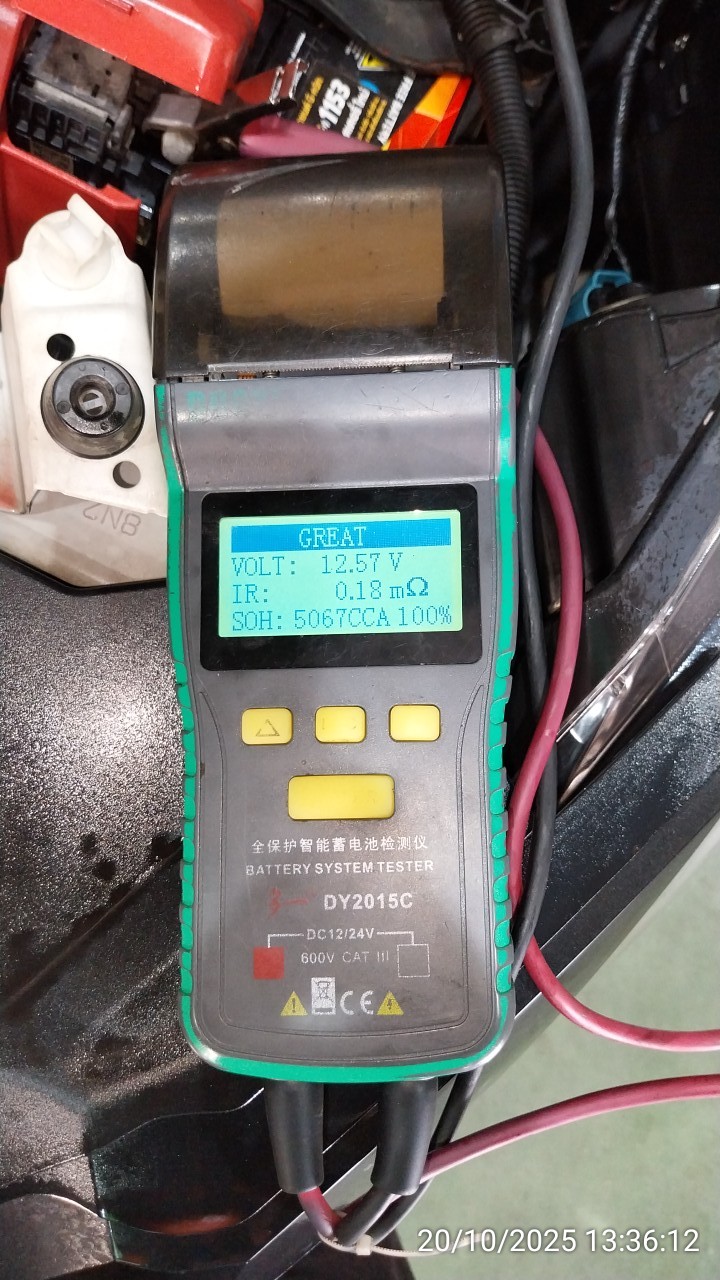 1153
8N2
GREAT
VOLT: 12.57 V
IR: 0.18 mΩ
SOH: 5067CCA 100%
全保护智能蓄电池检测仪
BATTERY SYSTEM TESTER
DY2015C
DC12/24V
600V CAT III
CE
20/10/2025 13:36:12